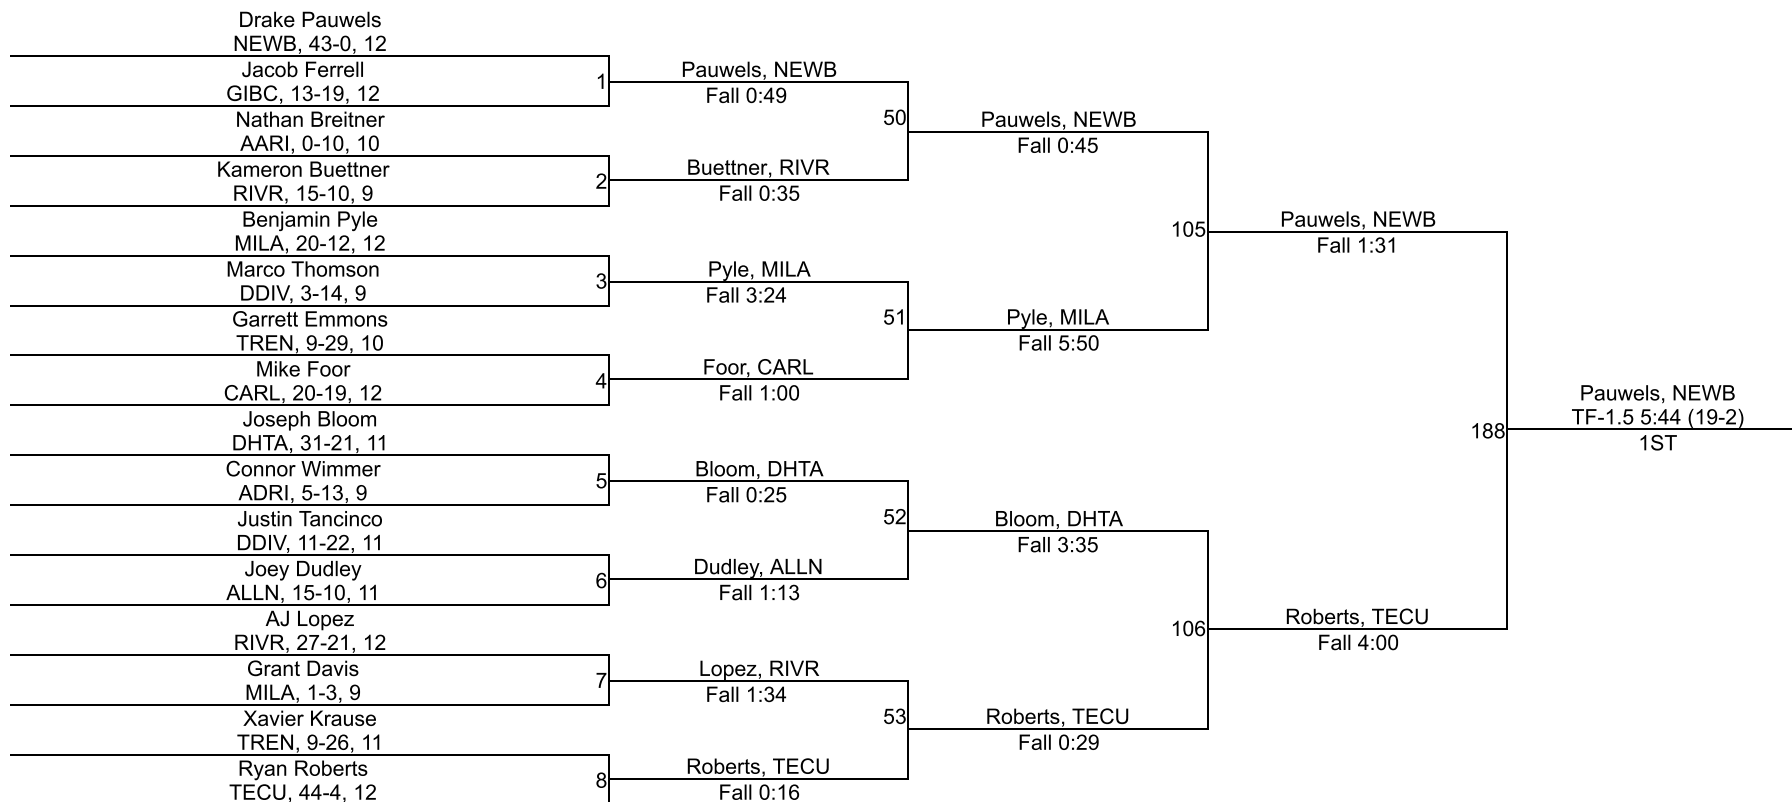 Drake Pauwels
NEWB, 43-0, 12
Jacob Ferrell
GIBC, 13-19, 12
Nathan Breitner
AARI, 0-10, 10
Kameron Buettner
RIVR, 15-10, 9
Benjamin Pyle
MILA, 20-12, 12
Marco Thomson
DDIV, 3-14, 9
Garrett Emmons
TREN, 9-29, 10
Mike Foor
CARL, 20-19, 12
Joseph Bloom
DHTA, 31-21, 11
Connor Wimmer
ADRI, 5-13, 9
Justin Tancinco
DDIV, 11-22, 11
Joey Dudley
ALLN, 15-10, 11
AJ Lopez
RIVR, 27-21, 12
Grant Davis
MILA, 1-3, 9
Xavier Krause
TREN, 9-26, 11
Ryan Roberts
TECU, 44-4, 12
1
2
3
4
5
6
7
8
Pauwels, NEWB
Fall 0:49
Buettner, RIVR
Fall 0:35
Pyle, MILA
Fall 3:24
Foor, CARL
Fall 1:00
Bloom, DHTA
Fall 0:25
Dudley, ALLN
Fall 1:13
Lopez, RIVR
Fall 1:34
Roberts, TECU
Fall 0:16
50
51
52
53
Pauwels, NEWB
Fall 0:45
Pyle, MILA
Fall 5:50
Bloom, DHTA
Fall 3:35
Roberts, TECU
Fall 0:29
105
106
Pauwels, NEWB
Fall 1:31
Roberts, TECU
Fall 4:00
188
Pauwels, NEWB
TF-1.5 5:44 (19-2)
1ST